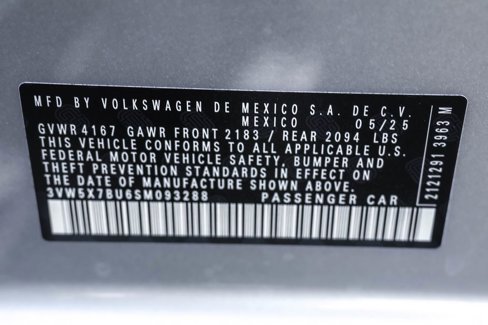 MFD BY VOLKSWAGEN DE MEXICO S.A. DE C.V.
MEXICO 05/25
GVWR 4167 GAWR FRONT 2183 / REAR 2094 LBS
THIS VEHICLE CONFORMS TO ALL APPLICABLE U.S.
FEDERAL MOTOR VEHICLE SAFETY, BUMPER AND
THEFT PREVENTION STANDARDS IN EFFECT ON
THE DATE OF MANUFACTURE SHOWN ABOVE.
3VW5X7BU6SM093288 PASSENGER CAR
2121291 3963 M